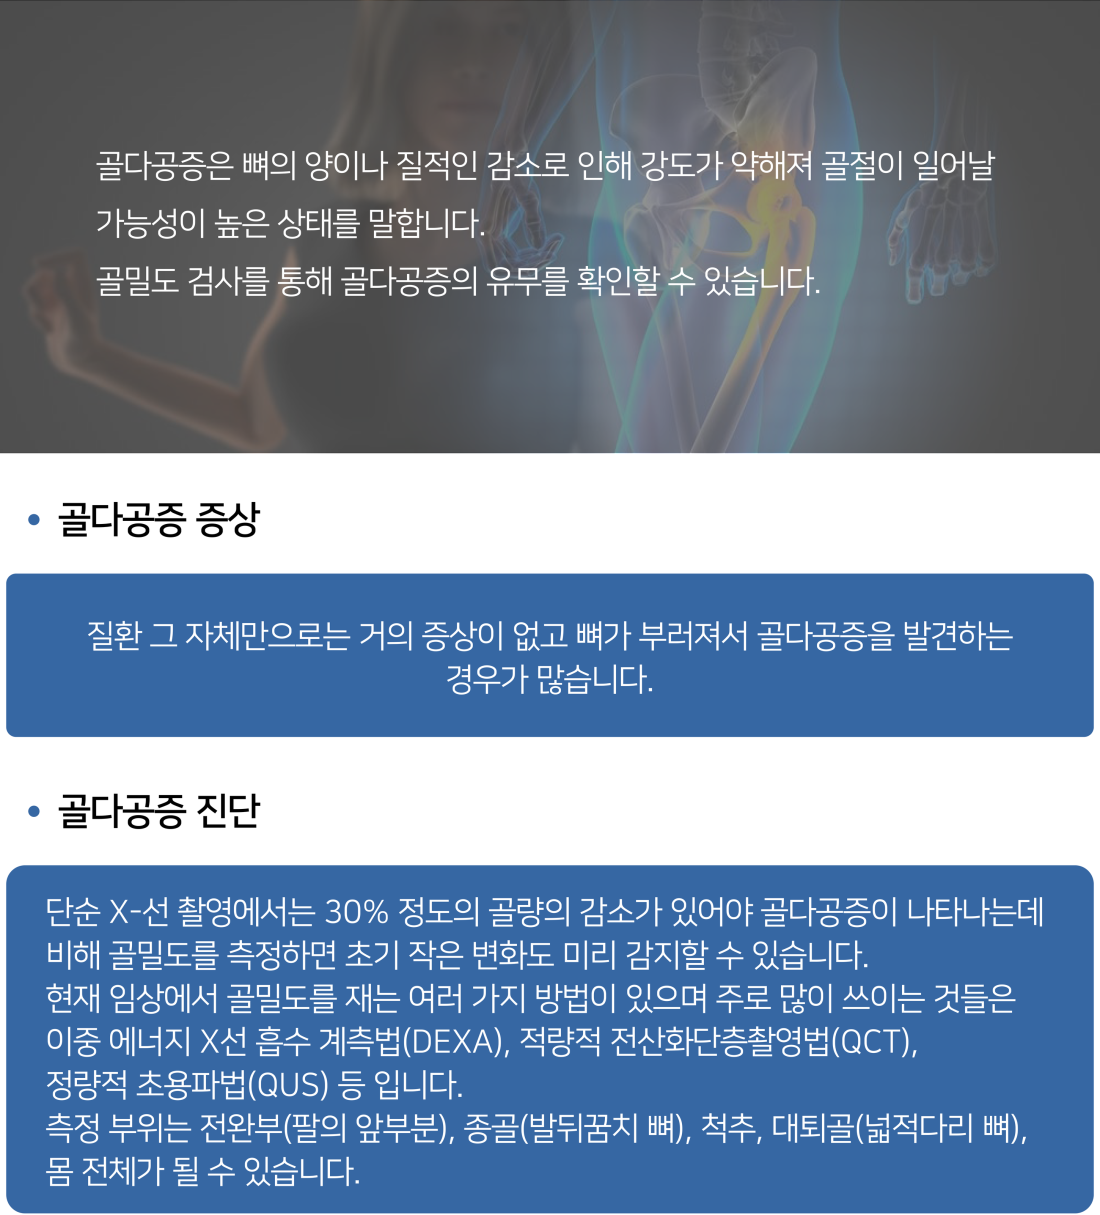 골다공증은 뼈의 양이나 질적인 감소로 인해 강도가 약해져 골절이 일어날
가능성이 높은 상태를 말합니다.
골밀도 검사를 통해 골다공증의 유무를 확인할 수 있습니다.
• 골다공증 증상
질환 그 자체만으로는 거의 증상이 없고 뼈가 부러져서 골다공증을 발견하는
경우가 많습니다.
• 골다공증 진단
단순 X-선 촬영에서는 30% 정도의 골량의 감소가 있어야 골다공증이 나타나는데
비해 골밀도를 측정하면 초기 작은 변화도 미리 감지할 수 있습니다.
현재 임상에서 골밀도를 재는 여러 가지 방법이 있으며 주로 많이 쓰이는 것들은
이중 에너지 X선 흡수 계측법(DEXA), 적량적 전산화단층촬영법(QCT),
정량적 초용파법(QUS) 등 입니다.
측정 부위는 전완부(팔의 앞부분), 종골(발뒤꿈치 뼈), 척추, 대퇴골(넓적다리 뼈),
몸 전체가 될 수 있습니다.